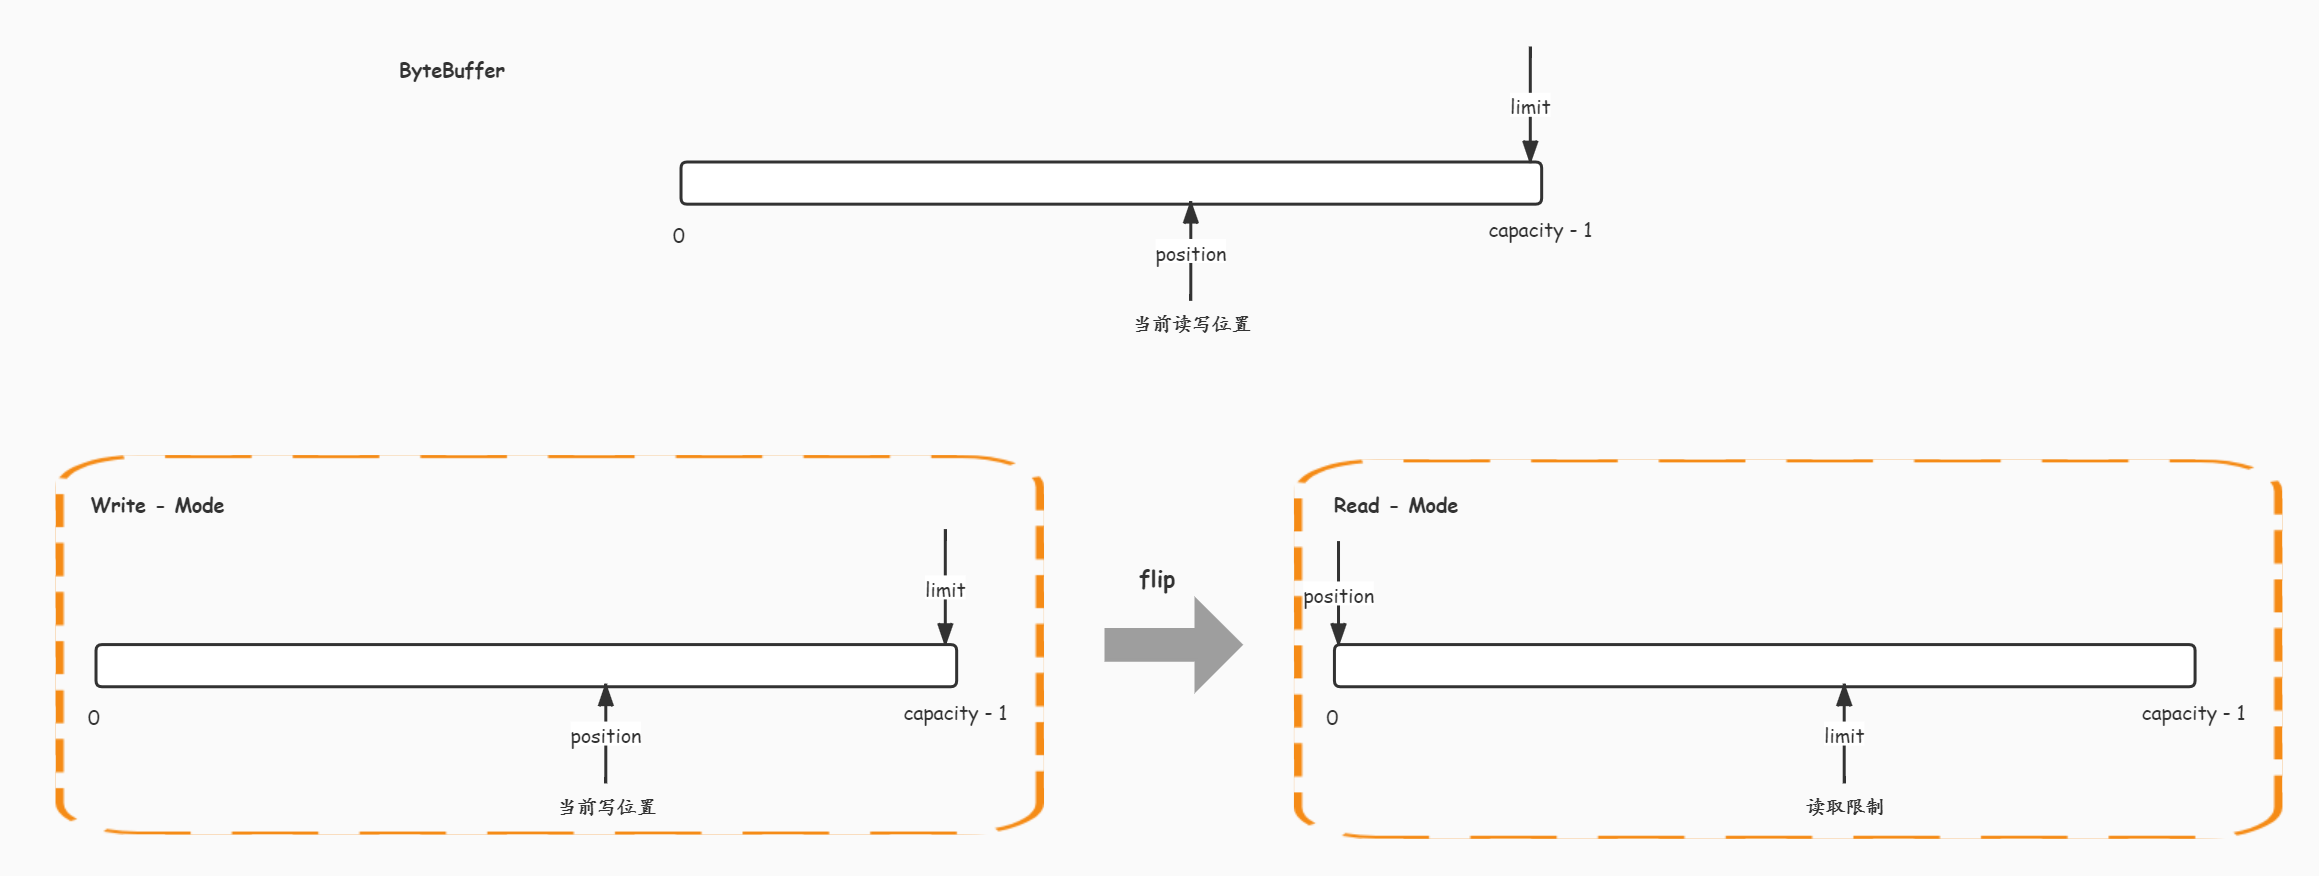 ByteBuffer
limit
0
capacity - 1
position
当前读写位置
Write - Mode
limit
0
capacity - 1
position
当前写位置
flip
Read - Mode
position
0
capacity - 1
limit
读取限制